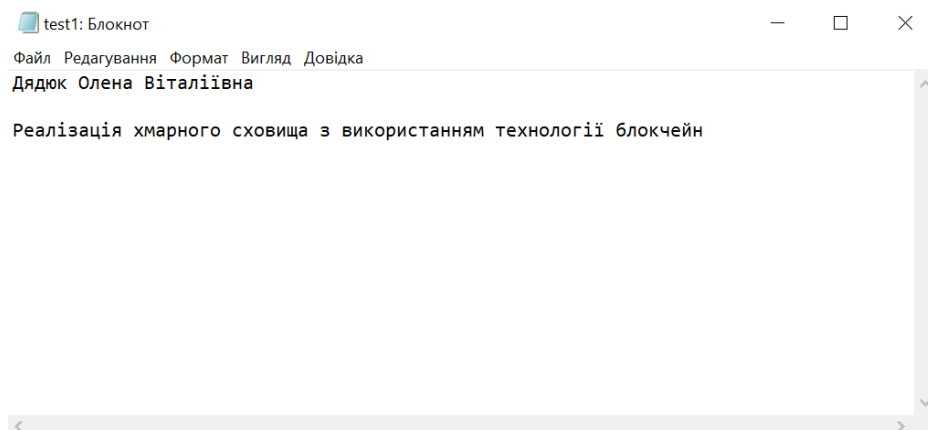 test1: Блокнот
Файл Редагування Формат Вигляд Довідка
Дядюк Олена Віталіївна
Реалізація хмарного сховища з використанням технології блокчейн